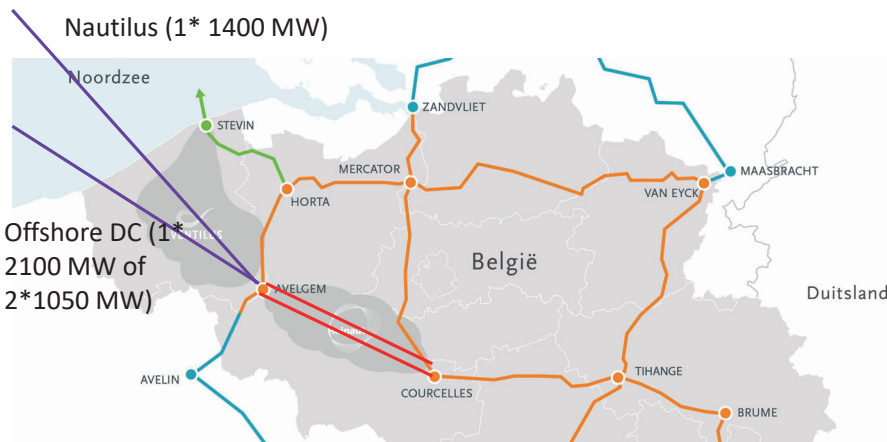 Nautilus (1* 1400 MW)
Noordzee
ZANDVLIET
STEVIN
MERCATOR
MAASBRACHT
VAN EYCK
HORTA
Offshore DC (1*
VENTILUS
2100 MW of
2*1050 MW)
België
AVELGEM
Duitsland
AVELIN
TIHANGE
COURCELLES
BRUME